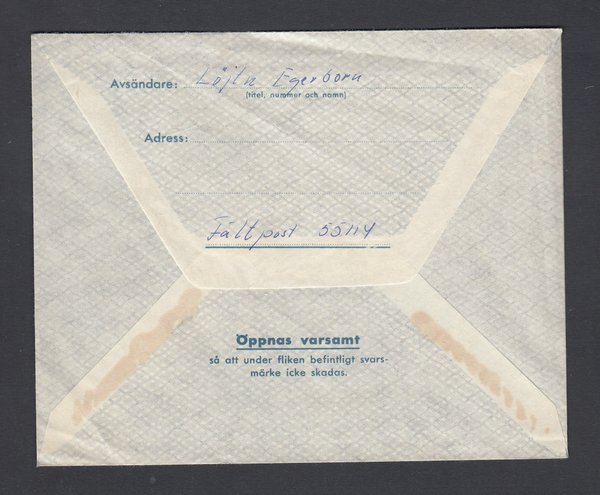 Avsändare: Löjtn Egerborn
(titel, nummer och namn)
Adress:
Fältpost 55114
Öppnas varsamt
så att under fliken befintligt svars-
märke icke skadas.